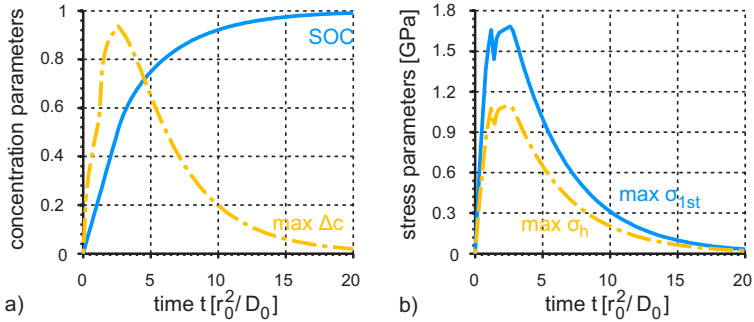 concentration parameters
1
0.8
0.6
0.4
0.2
0
SOC
max Δc
0 5 10 15 20
a) time t [r₀²/D₀]
stress parameters [GPa]
1.8
1.5
1.2
0.9
0.6
0.3
0
max σ₁ₛₜ
max σₕ
0 5 10 15 20
b) time t [r₀²/D₀]